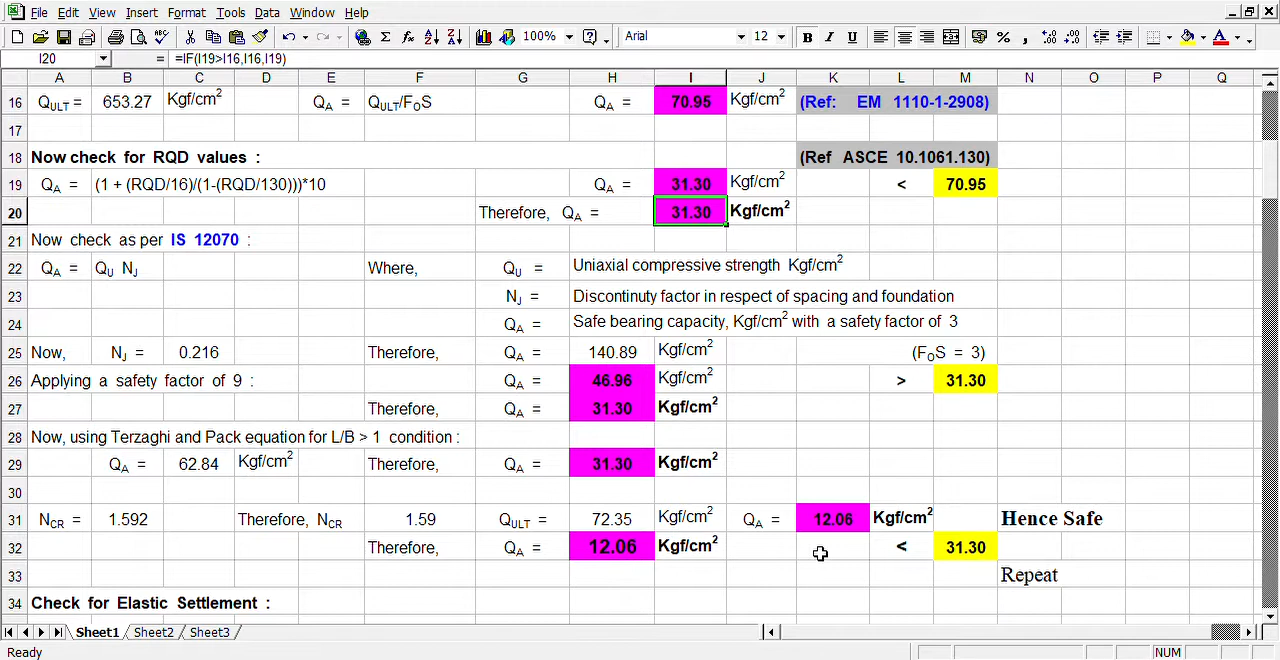 File Edit View Insert Format Tools Data Window Help
100% Arial 12 B I U
I20 = =IF(I19>I16,I16,I19)
A B C D E F G H I J K L M N O P Q
16 QULT = 653.27 Kgf/cm2 QA = QULT/FOS QA = 70.95 Kgf/cm2 (Ref: EM 1110-1-2908)
17
18 Now check for RQD values : (Ref ASCE 10.1061.130)
19 QA = (1 + (RQD/16)/(1-(RQD/130)))*10 QA = 31.30 Kgf/cm2 < 70.95
20 Therefore, QA = 31.30 Kgf/cm2
21 Now check as per IS 12070 :
22 QA = QU NJ Where, QU = Uniaxial compressive strength Kgf/cm2
23 NJ = Discontinuty factor in respect of spacing and foundation
24 QA = Safe bearing capacity, Kgf/cm2 with a safety factor of 3
25 Now, NJ = 0.216 Therefore, QA = 140.89 Kgf/cm2 (FOS = 3)
26 Applying a safety factor of 9 : QA = 46.96 Kgf/cm2 > 31.30
27 Therefore, QA = 31.30 Kgf/cm2
28 Now, using Terzaghi and Pack equation for L/B > 1 condition :
29 QA = 62.84 Kgf/cm2 Therefore, QA = 31.30 Kgf/cm2
30
31 NCR = 1.592 Therefore, NCR 1.59 QULT = 72.35 Kgf/cm2 QA = 12.06 Kgf/cm2 Hence Safe
32 Therefore, QA = 12.06 Kgf/cm2 < 31.30
33 Repeat
34 Check for Elastic Settlement :
Sheet1 Sheet2 Sheet3
Ready NUM